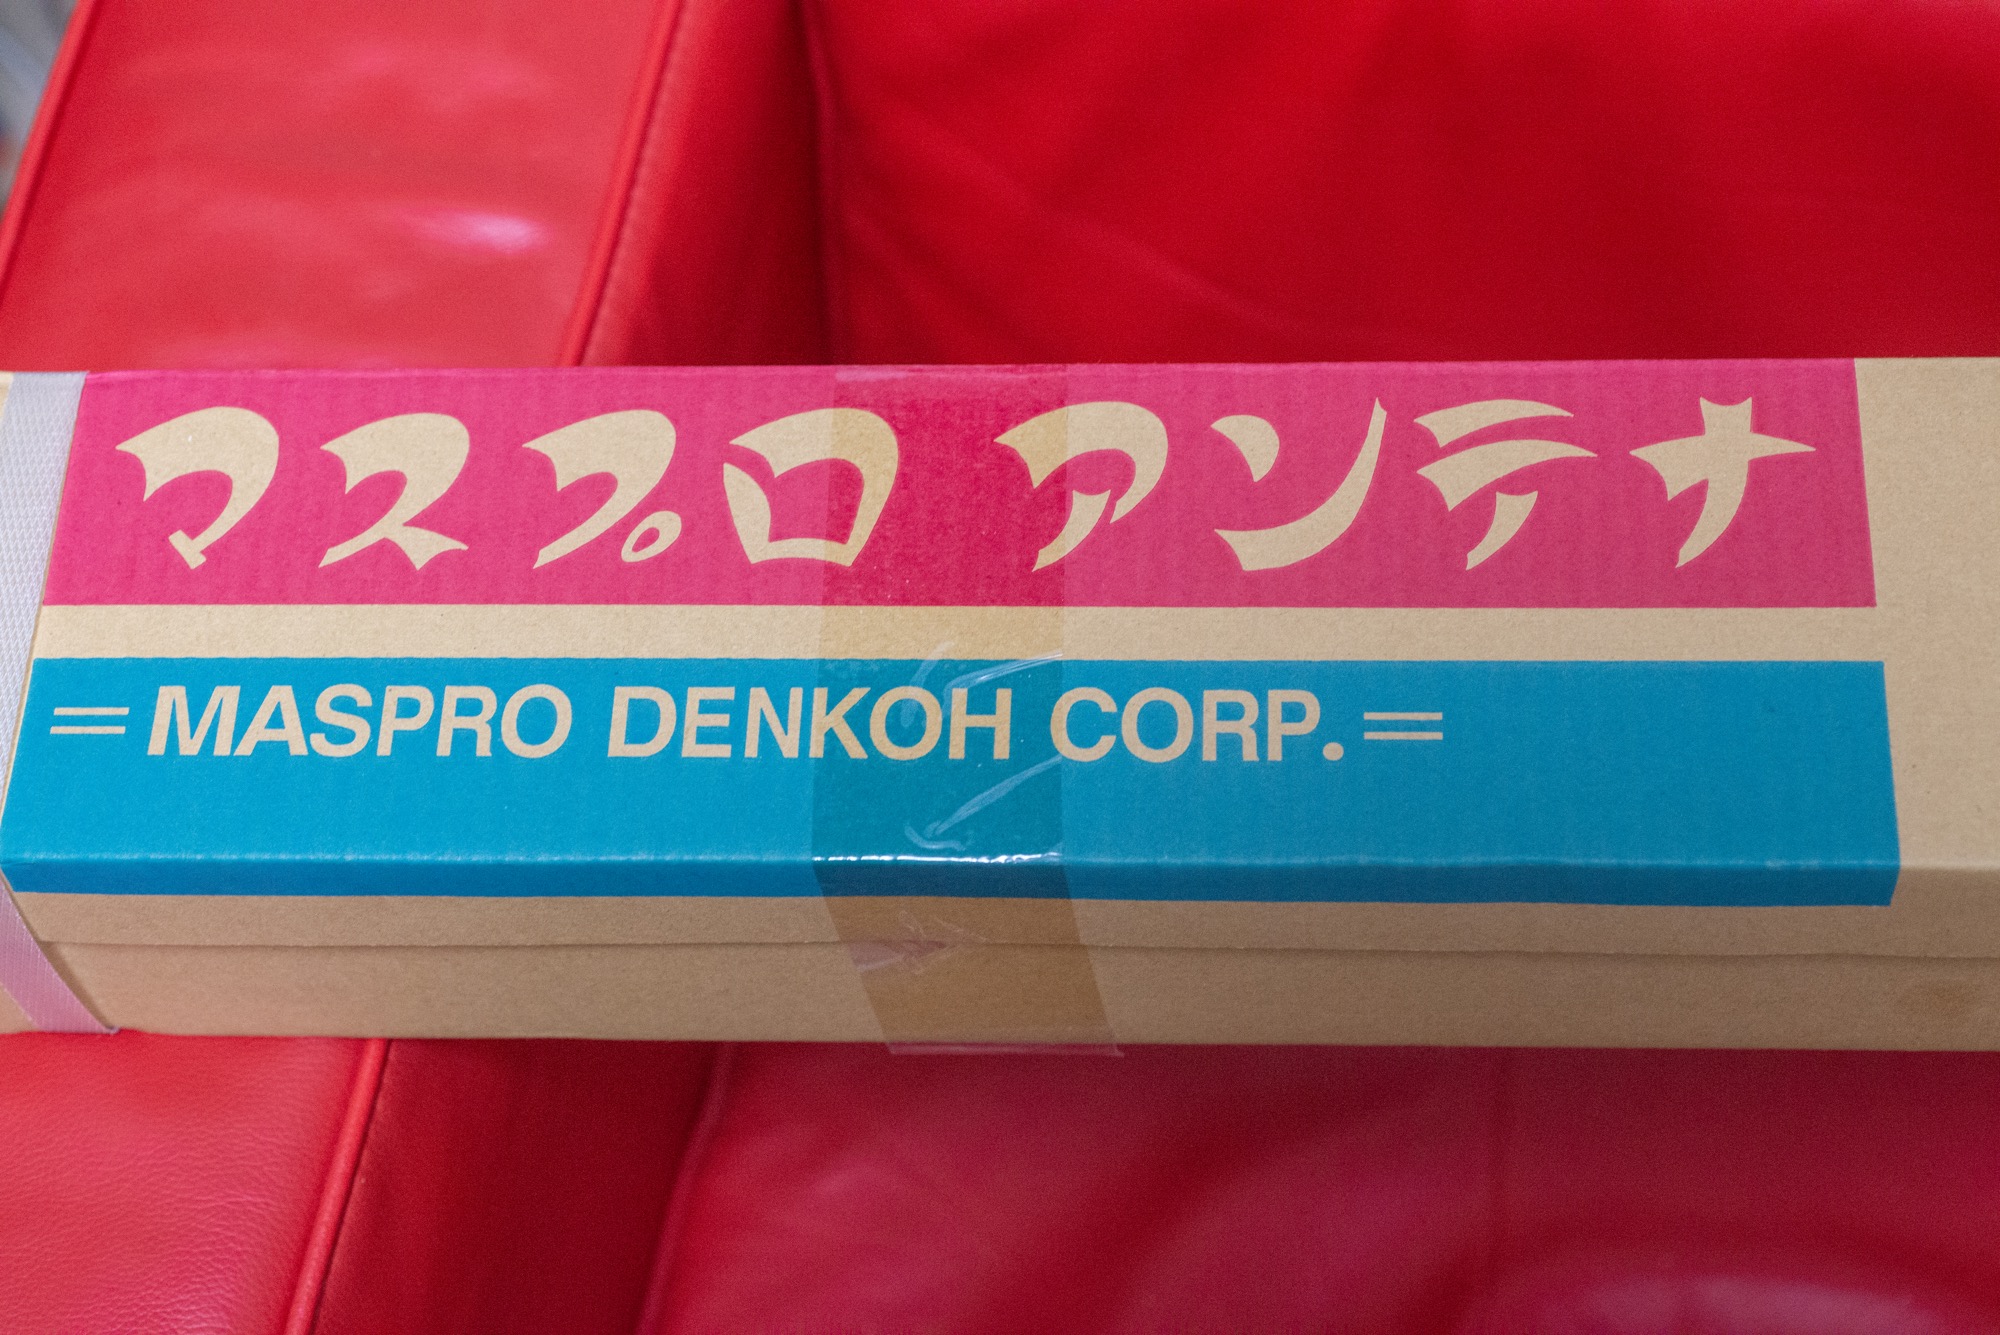 マスプロ アンテナ
=MASPRO DENKOH CORP.=